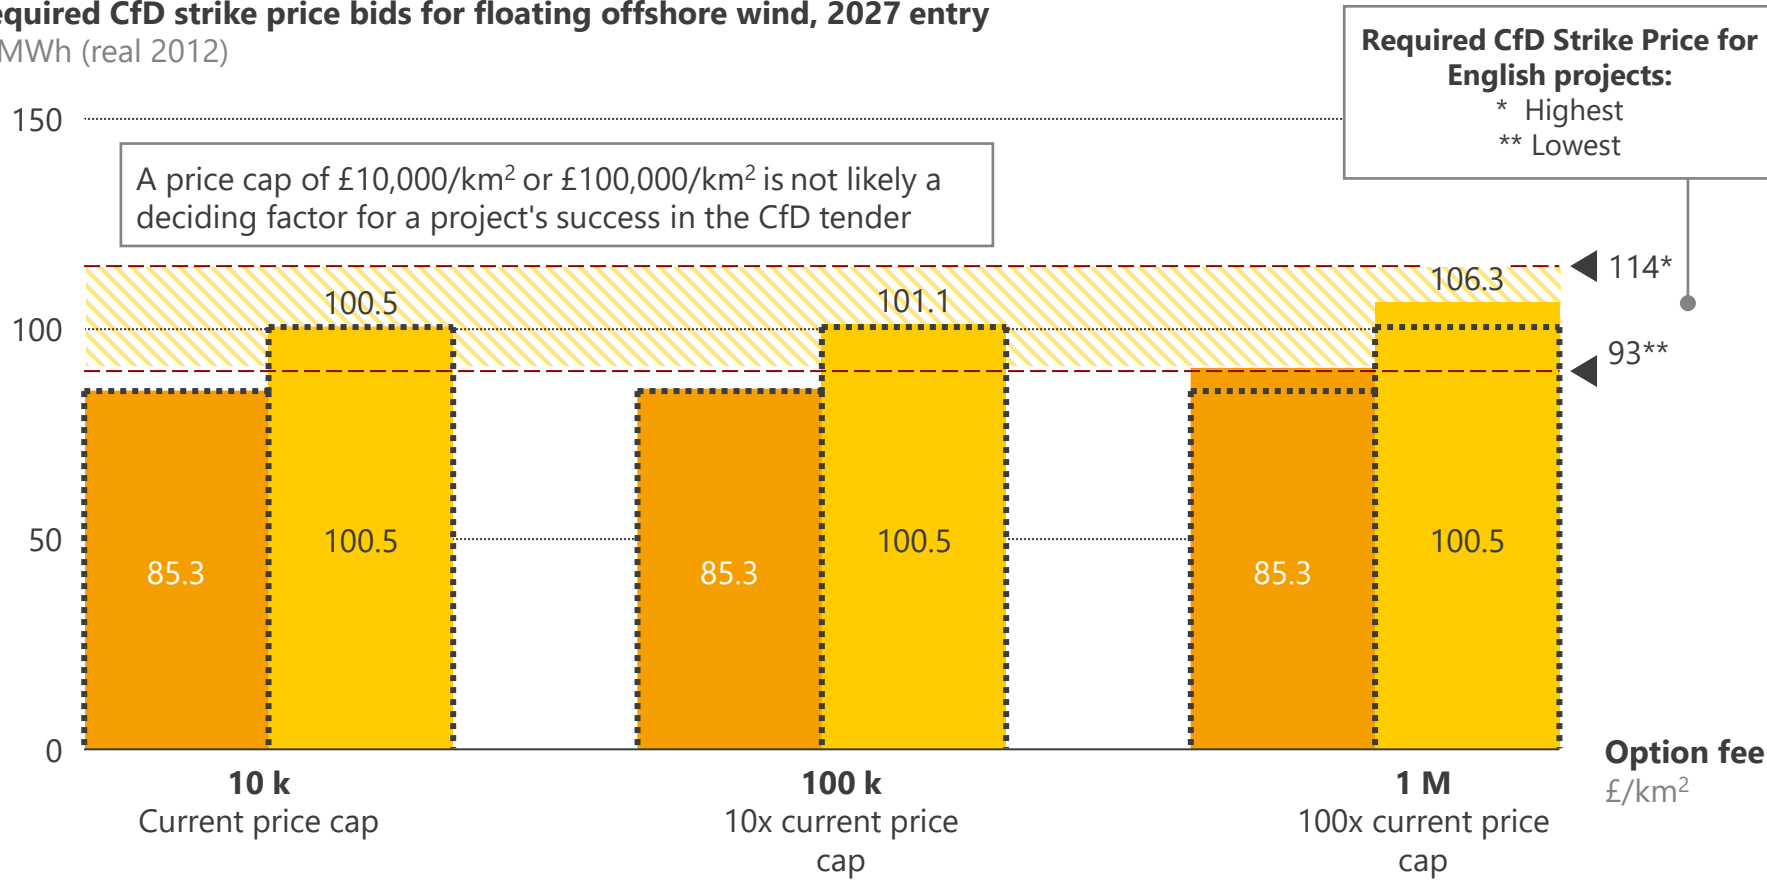 equired CfD strike price bids for floating offshore wind, 2027 entry
MWh (real 2012)
Required CfD Strike Price for
English projects:
* Highest
** Lowest
150
A price cap of £10,000/km² or £100,000/km² is not likely a
deciding factor for a project's success in the CfD tender
114*
106.3
100.5
101.1
100
93**
50
85.3
100.5
85.3
100.5
85.3
100.5
0
10 k
Current price cap
100 k
10x current price
cap
1 M
100x current price
cap
Option fee
£/km²